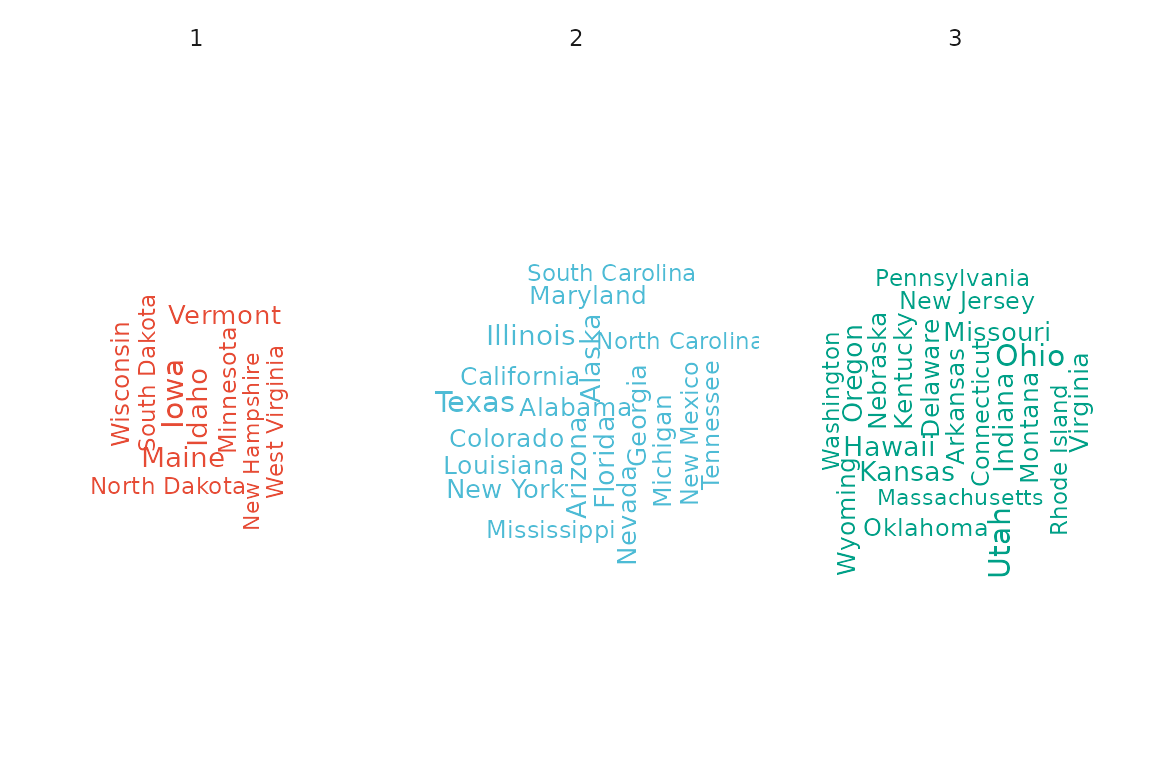 1
2
3
Vermont
Wisconsin
South Dakota
Iowa
Idaho
Minnesota
New Hampshire
West Virginia
Maine
North Dakota
South Carolina
Maryland
Illinois
Alaska
North Carolina
California
Texas
Alabama
Colorado
Louisiana
New York
Mississippi
Arizona
Florida
Nevada
Georgia
Michigan
New Mexico
Tennessee
Pennsylvania
New Jersey
Missouri
Ohio
Washington
Oregon
Nebraska
Kentucky
Delaware
Arkansas
Connecticut
Indiana
Montana
Rhode Island
Virginia
Hawaii
Kansas
Massachusetts
Wyoming
Oklahoma
Utah